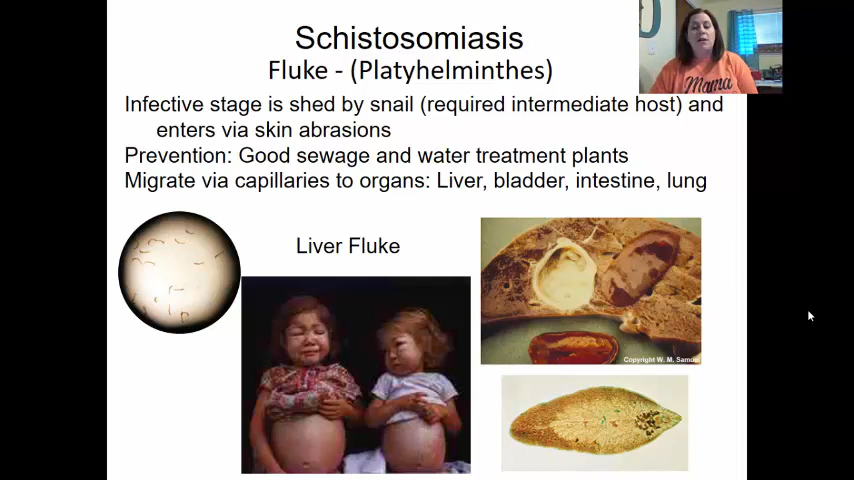 Schistosomiasis
Fluke - (Platyhelminthes)
Mama
Infective stage is shed by snail (required intermediate host) and
enters via skin abrasions
Prevention: Good sewage and water treatment plants
Migrate via capillaries to organs: Liver, bladder, intestine, lung
Liver Fluke
Copyright W. M. Samuel